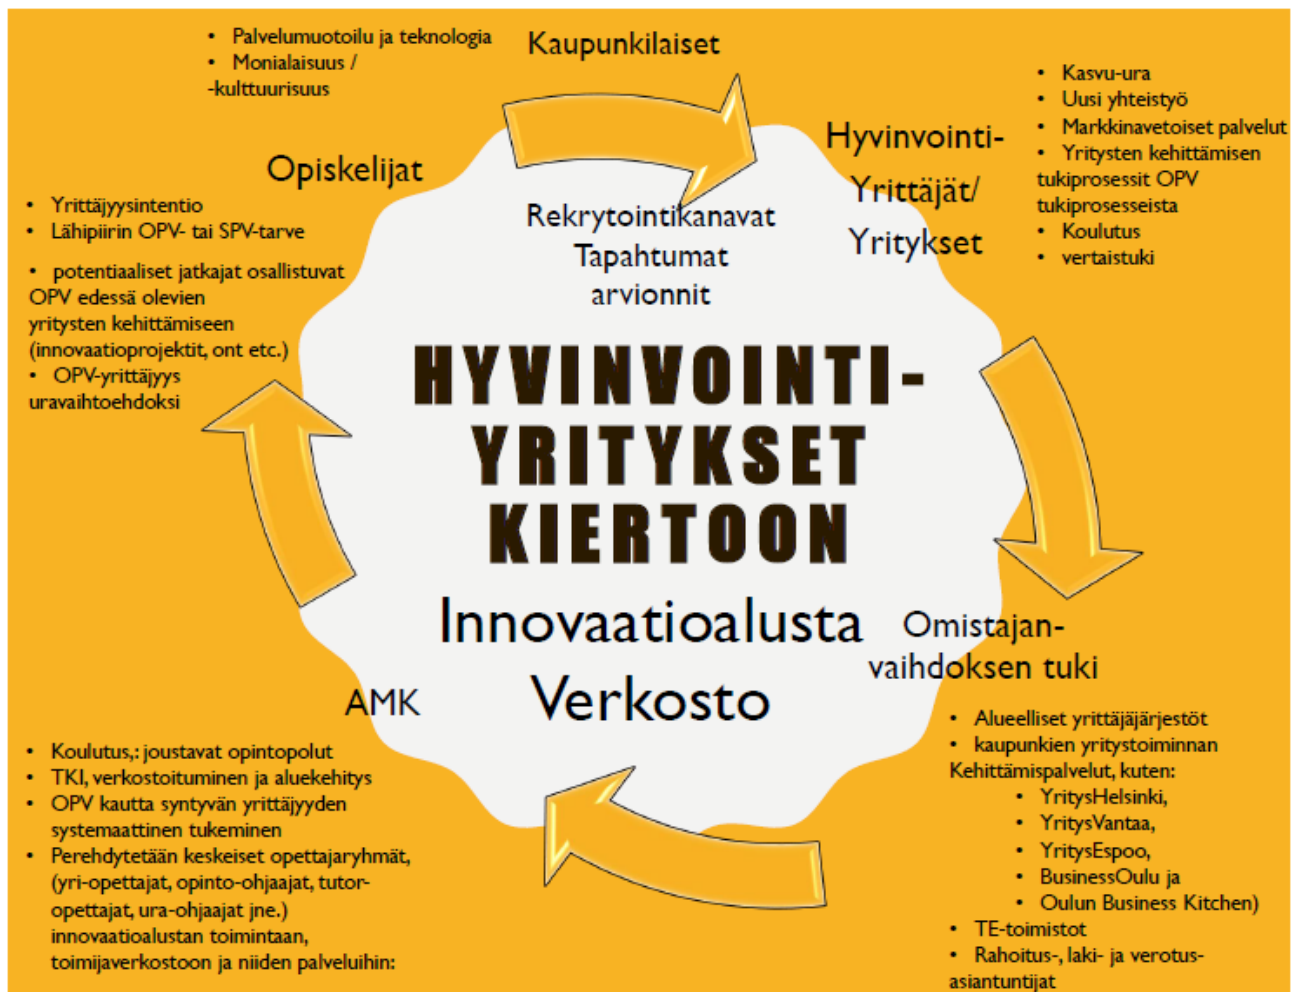 • Palvelumuotoilu ja teknologia
• Monialaisuus /
-kulttuurisuus
Kaupunkilaiset
• Kasvu-ura
• Uusi yhteistyö
• Markkinavetoiset palvelut
• Yritysten kehittämisen
tukiprosessit OPV
tukiprosesseista
• Koulutus
• vertaistuki
Hyvinvointi-
Yrittäjät/
Yritykset
Opiskelijat
• Yrittäjyysintentio
• Lähipiirin OPV- tai SPV-tarve
• potentiaaliset jatkajat osallistuvat
OPV edessä olevien
yritysten kehittämiseen
(innovaatioprojektit, ont etc.)
• OPV-yrittäjyys
uravaihtoehdoksi
Rekrytointikanavat
Tapahtumat
arvionnit
HYVINVOINTI-
YRITYKSET
KIERTOON
Innovaatioalusta
Verkosto
Omistajan-
vaihdoksen tuki
• Alueelliset yrittäjäjärjestöt
• kaupunkien yritystoiminnan
Kehittämispalvelut, kuten:
• YritysHelsinki,
• YritysVantaa,
• YritysEspoo,
• BusinessOulu ja
• Oulun Business Kitchen)
• TE-toimistot
• Rahoitus-, laki- ja verotus-
asiantuntijat
AMK
• Koulutus,: joustavat opintopolut
• TKI, verkostoituminen ja aluekehitys
• OPV kautta syntyvän yrittäjyyden
systemaattinen tukeminen
• Perehdytetään keskeiset opettajaryhmät,
(yri-opettajat, opinto-ohjaajat, tutor-
opettajat, ura-ohjaajat jne.)
innovaatioalustan toimintaan,
toimijaverkostoon ja niiden palveluihin: